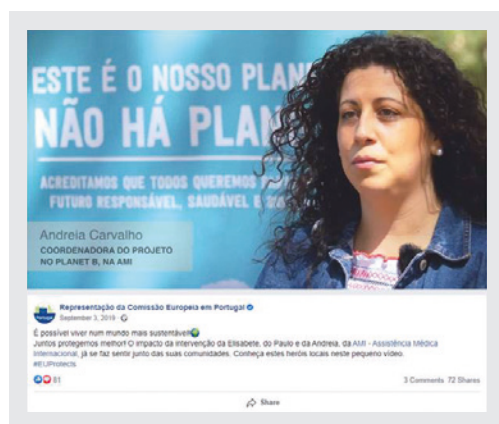 ESTE É O NOSSO PLAN
NÃO HÁ PLAN
ACREDITAMOS QUE TODOS QUEREMOS
FUTURO RESPONSÁVEL, SAUDÁVEL E
Andreia Carvalho
COORDENADORA DO PROJETO
NO PLANET B, NA AMI
Portugal
Representação da Comissão Europeia em Portugal
September 3, 2019 ·
É possível viver num mundo mais sustentável!
Juntos protegemos melhor! O impacto da intervenção da Elisabete, do Paulo e da Andreia, da AMI - Assistência Médica
Internacional, já se faz sentir junto das suas comunidades. Conheça estes heróis locais neste pequeno vídeo.
#EUProtects
81
3 Comments 72 Shares
Share